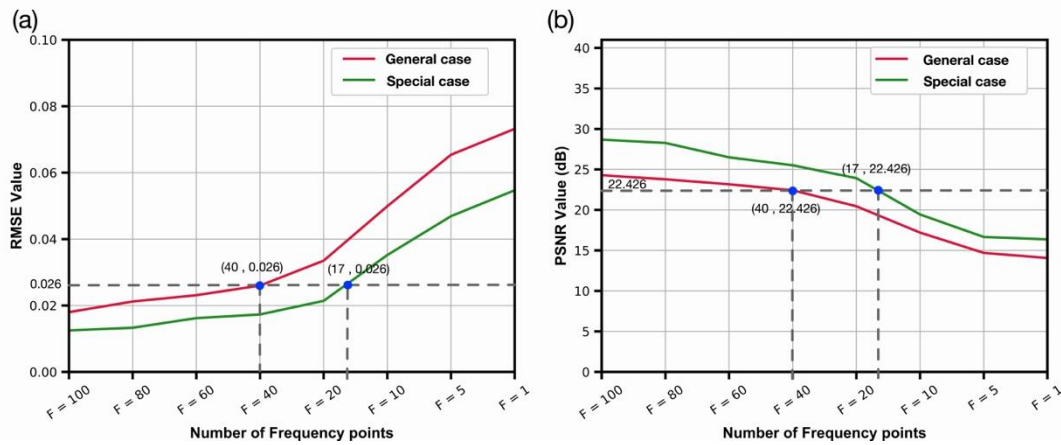 (a)
0.10
0.08
0.06
0.04
0.026
0.02
0.00
RMSE Value
General case
Special case
(40 , 0.026)
(17 , 0.026)
F = 100
F = 80
F = 60
F = 40
F = 20
F = 10
F = 5
F = 1
Number of Frequency points
(b)
40
35
30
25
20
15
10
5
0
PSNR Value (dB)
General case
Special case
(17 , 22.426)
22.426
(40 , 22.426)
F = 100
F = 80
F = 60
F = 40
F = 20
F = 10
F = 5
F = 1
Number of Frequency points